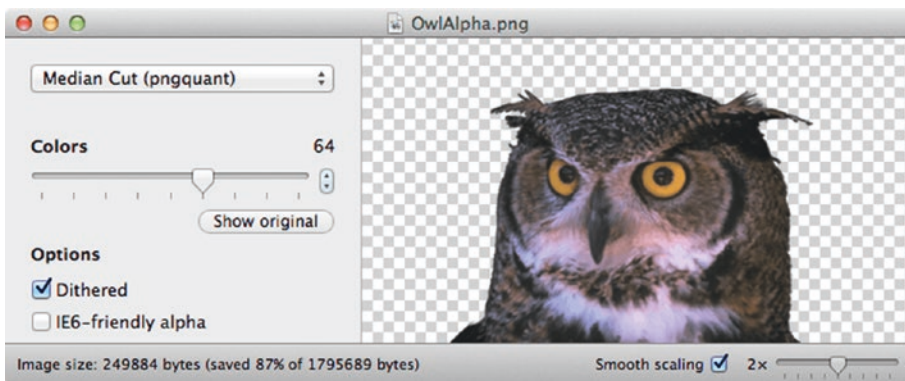 OwlAlpha.png
Median Cut (pngquant)
Colors 64
Show original
Options
Dithered
IE6-friendly alpha
Image size: 249884 bytes (saved 87% of 1795689 bytes) Smooth scaling 2x